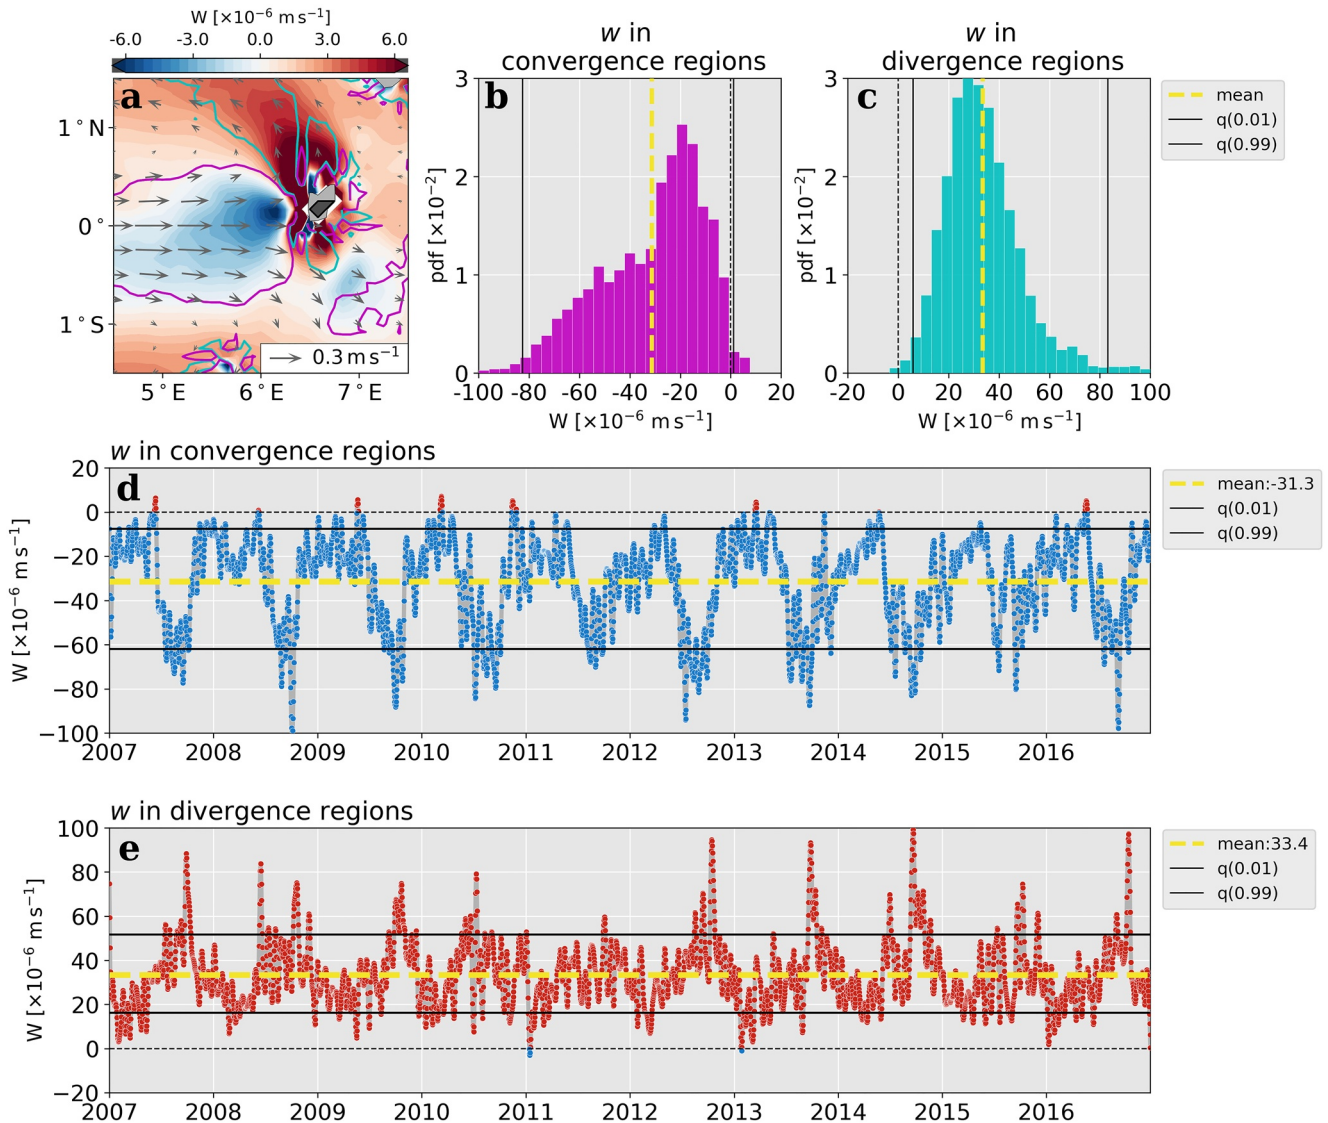 W [×10⁻⁶ m s⁻¹]
-6.0 -3.0 0.0 3.0 6.0
a
1°N
0°
1°S
0.3 m s⁻¹
5°E 6°E 7°E
w in
convergence regions
b
3
2
1
0
pdf [×10⁻²]
-100 -80 -60 -40 -20 0 20
W [×10⁻⁶ m s⁻¹]
w in
divergence regions
c
3
2
1
0
pdf [×10⁻²]
-20 0 20 40 60 80 100
W [×10⁻⁶ m s⁻¹]
mean
q(0.01)
q(0.99)
w in convergence regions
d
20
0
−20
−40
−60
−80
−100
W [×10⁻⁶ m s⁻¹]
2007 2008 2009 2010 2011 2012 2013 2014 2015 2016
mean:-31.3
q(0.01)
q(0.99)
w in divergence regions
e
100
80
60
40
20
0
−20
W [×10⁻⁶ m s⁻¹]
2007 2008 2009 2010 2011 2012 2013 2014 2015 2016
mean:33.4
q(0.01)
q(0.99)